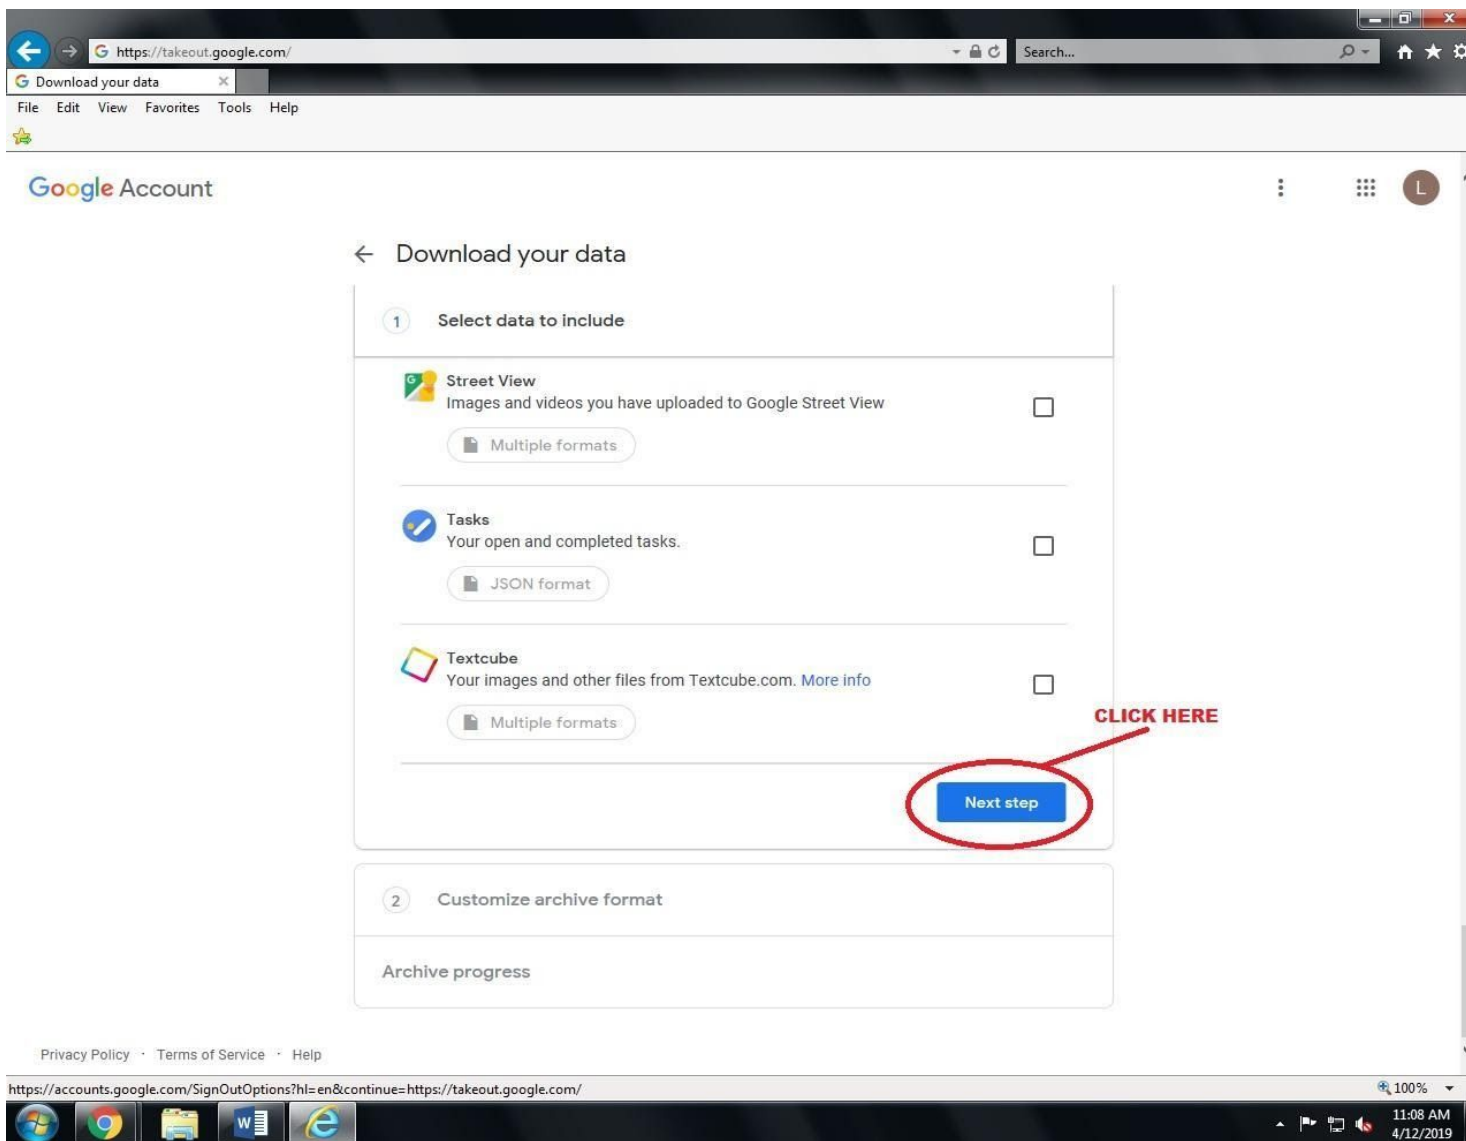 https://takeout.google.com/
Search...
Download your data
File Edit View Favorites Tools Help
Google Account
L
Download your data
1 Select data to include
Street View
Images and videos you have uploaded to Google Street View
Multiple formats
Tasks
Your open and completed tasks.
JSON format
Textcube
Your images and other files from Textcube.com. More info
Multiple formats
CLICK HERE
Next step
2 Customize archive format
Archive progress
Privacy Policy · Terms of Service · Help
https://accounts.google.com/SignOutOptions?hl=en&continue=https://takeout.google.com/
100%
11:08 AM
4/12/2019